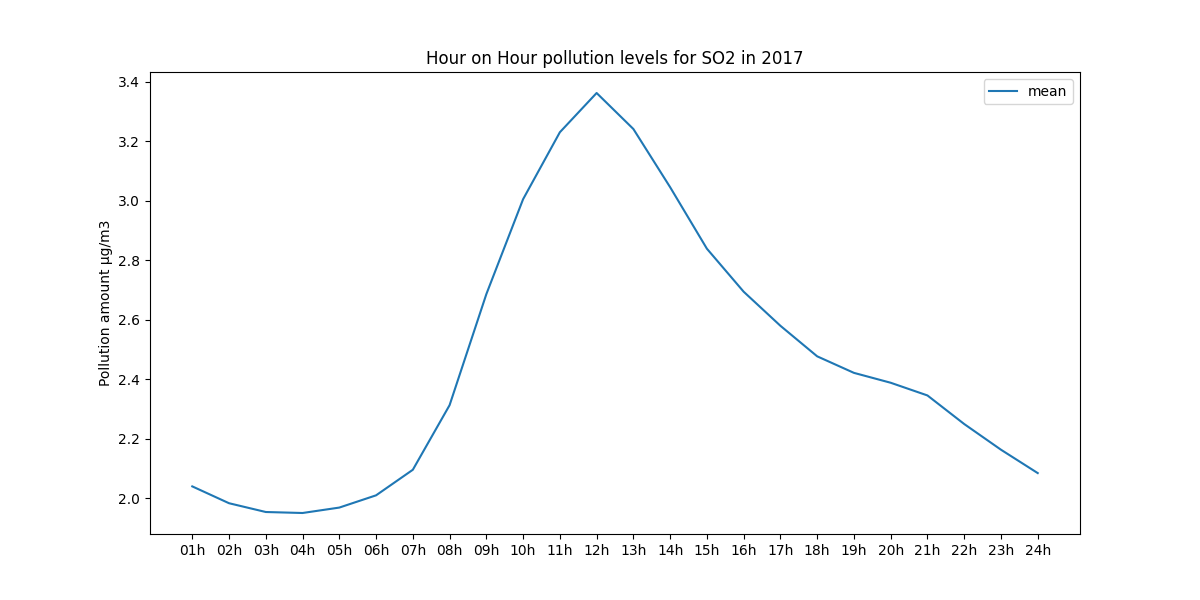 Hour on Hour pollution levels for SO2 in 2017
mean
Pollution amount µg/m3
3.4
3.2
3.0
2.8
2.6
2.4
2.2
2.0
01h 02h 03h 04h 05h 06h 07h 08h 09h 10h 11h 12h 13h 14h 15h 16h 17h 18h 19h 20h 21h 22h 23h 24h